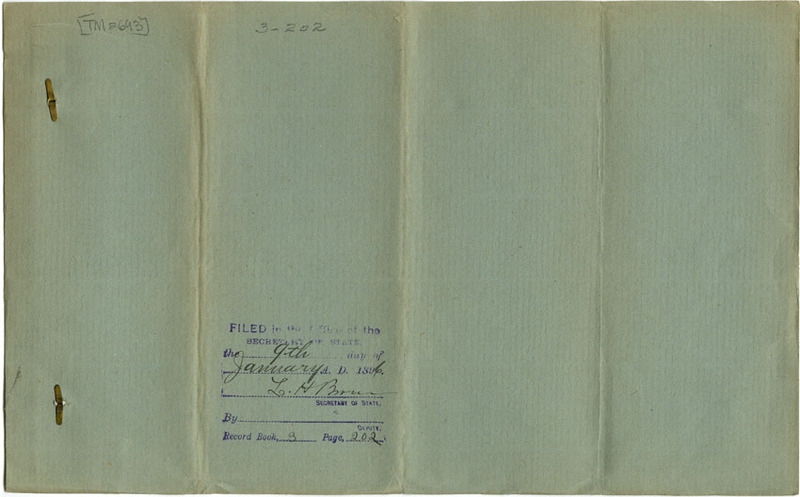 [TM#643]
3-202
FILED in the Office of the
SECRETARY OF STATE
the 9th day of
January A. D. 1896.
L. H. Brown
SECRETARY OF STATE.
By
DEPUTY.
Record Book, 3 Page, 202